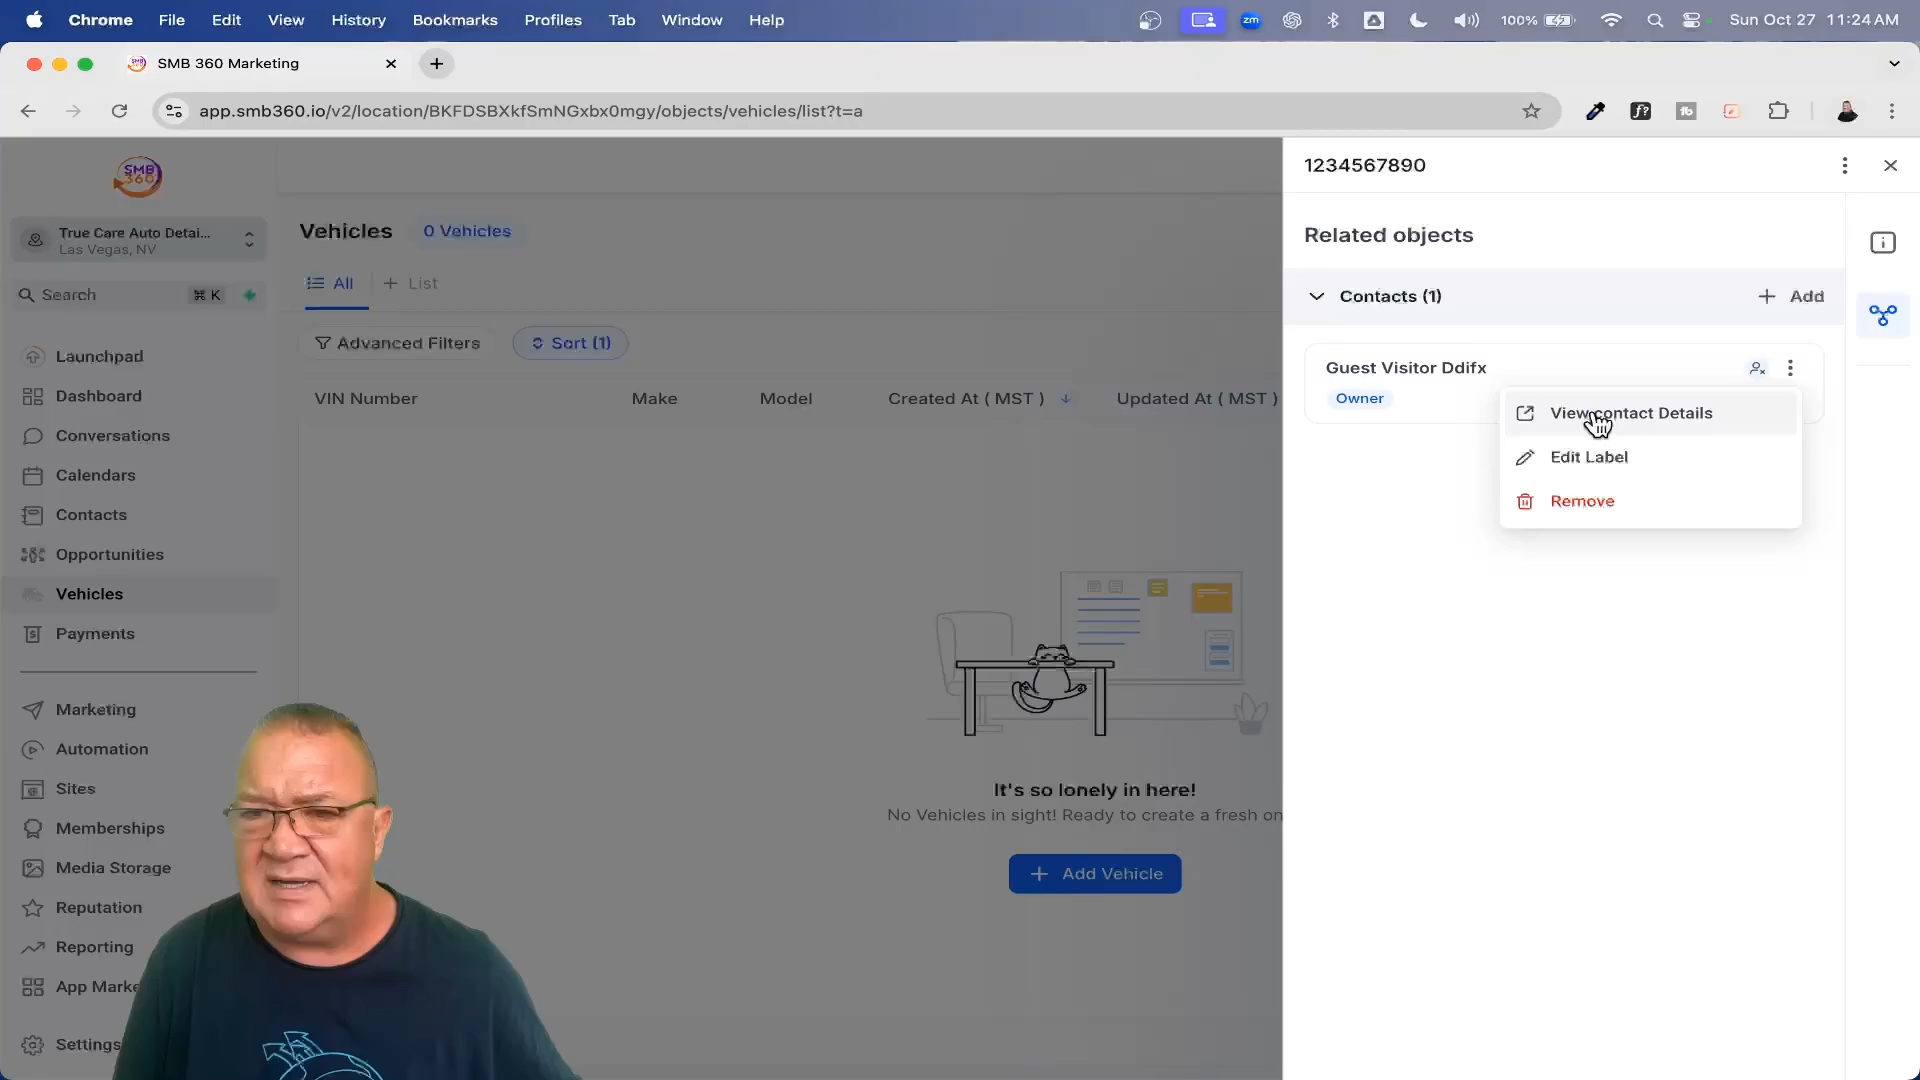 Chrome File Edit View History Bookmarks Profiles Tab Window Help zm 100% Sun Oct 27 11:24 AM
SMB 360 Marketing
app.smb360.io/v2/location/BKFDSBXkfSmNGxbx0mgy/objects/vehicles/list?t=a
SMB
360
True Care Auto Detai...
Las Vegas, NV
Search ⌘ K
Launchpad
Dashboard
Conversations
Calendars
Contacts
Opportunities
Vehicles
Payments
Marketing
Automation
Sites
Memberships
Media Storage
Reputation
Reporting
App Marke
Settings
Vehicles 0 Vehicles
All + List
Advanced Filters Sort (1)
VIN Number Make Model Created At ( MST ) Updated At ( MST )
It's so lonely in here!
No Vehicles in sight! Ready to create a fresh on
+ Add Vehicle
1234567890
Related objects
Contacts (1) + Add
Guest Visitor Ddifx
Owner
View contact Details
Edit Label
Remove